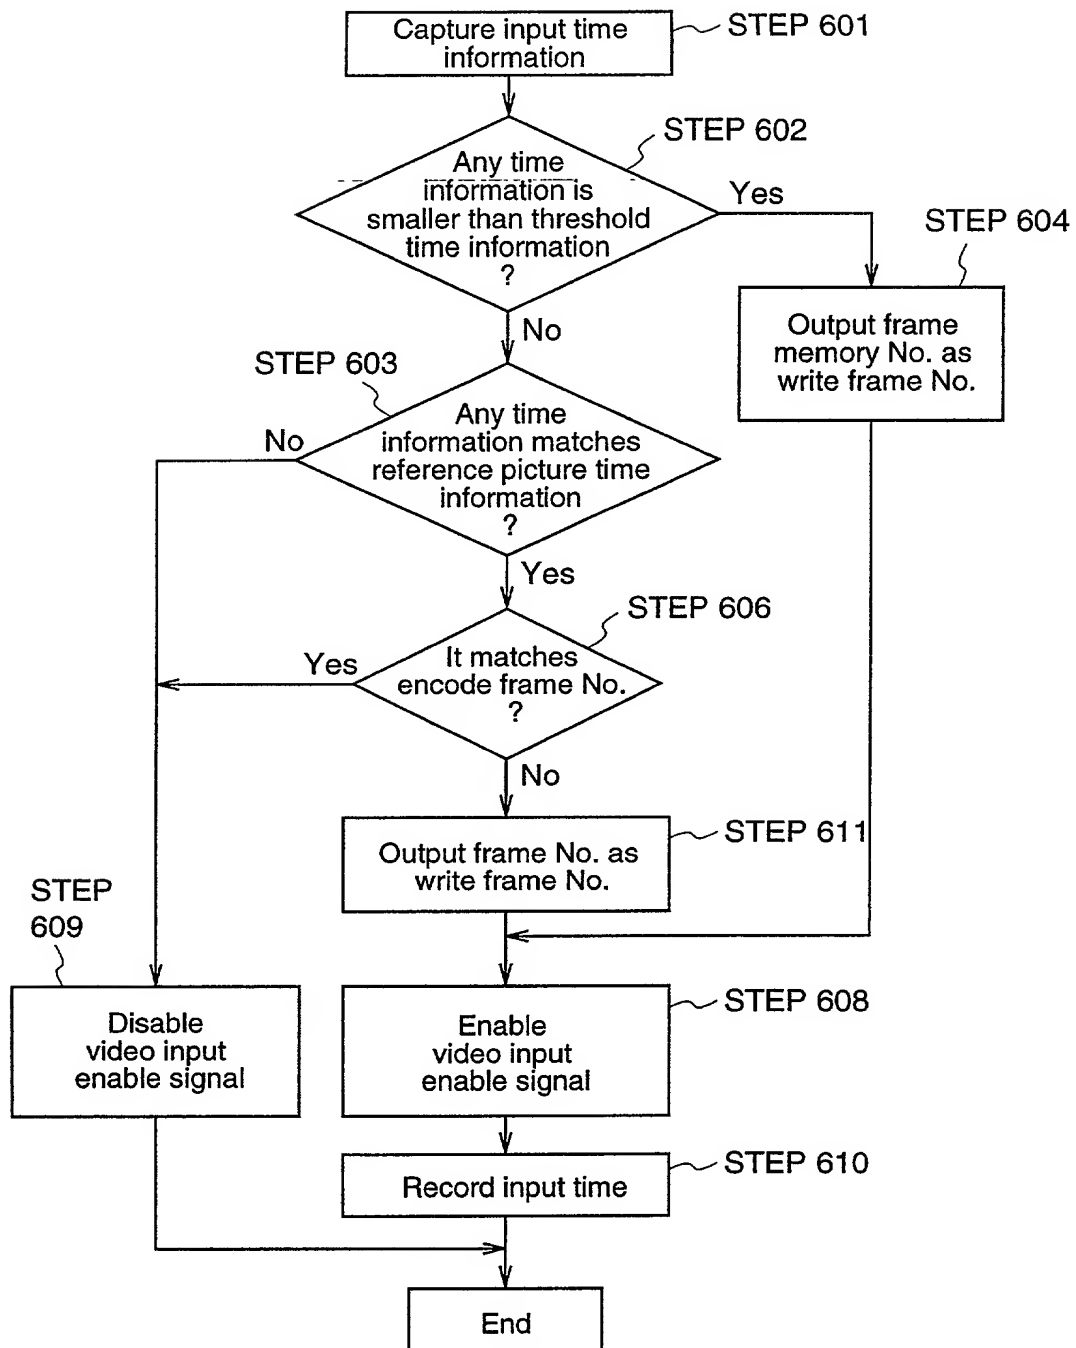 Capture input time
information
STEP 601
STEP 602
Any time
information is
smaller than threshold
time information
?
Yes
STEP 604
Output frame
memory No. as
write frame No.
No
STEP 603
Any time
information matches
reference picture time
information
?
No
Yes
STEP 606
It matches
encode frame No.
?
Yes
No
STEP 611
Output frame No. as
write frame No.
STEP
609
Disable
video input
enable signal
STEP 608
Enable
video input
enable signal
STEP 610
Record input time
End